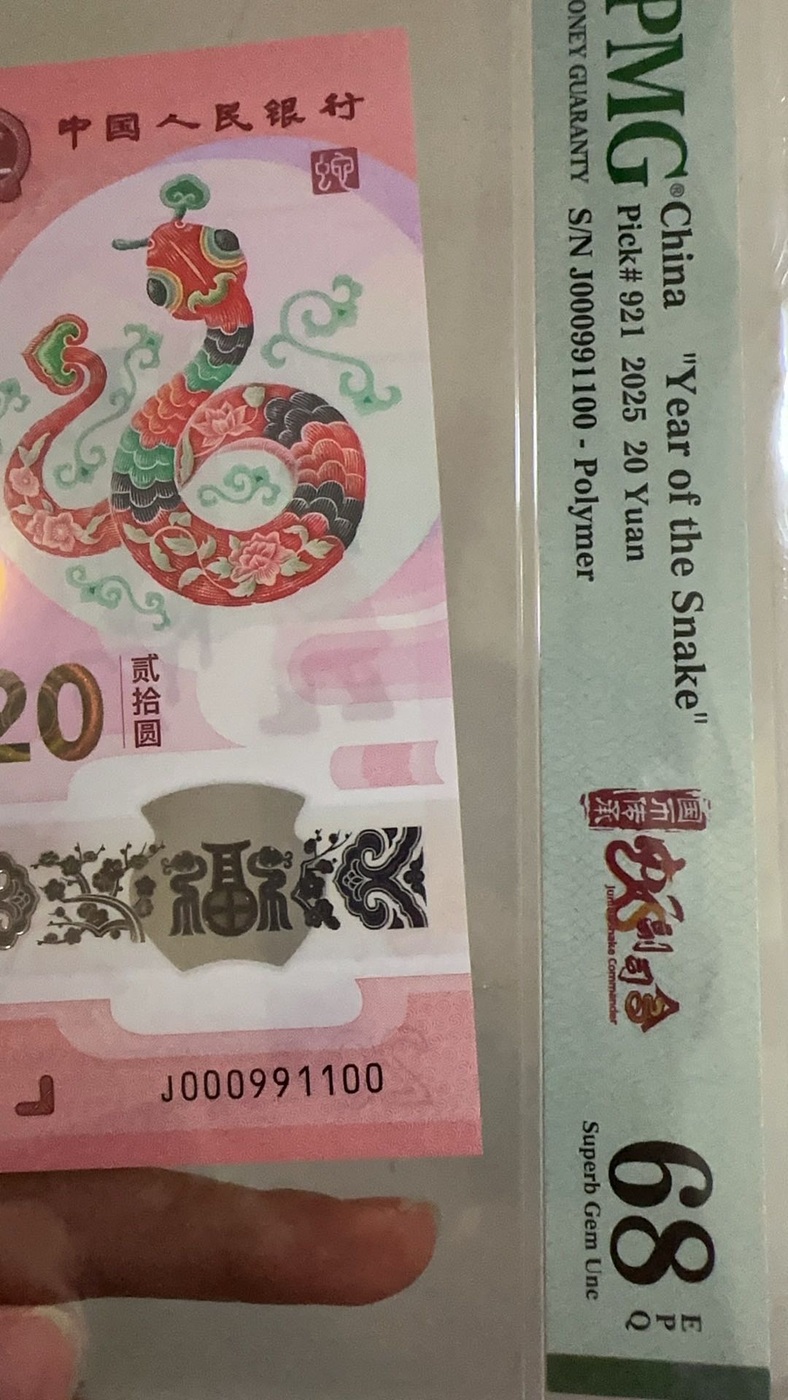 中国人民银行
蛇
20
贰拾圆
福
J000991100
PMG®
ONEY GUARANTY
China "Year of the Snake"
Pick# 921 2025 20 Yuan
S/N J000991100 - Polymer
68 EPQ
Superb Gem Unc